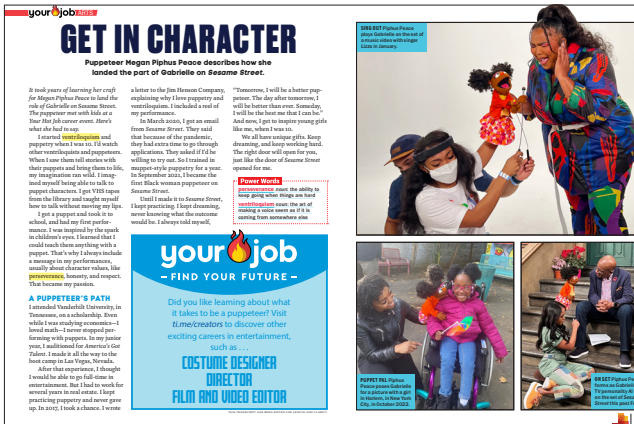 your job ARTS
GET IN CHARACTER
Puppeteer Megan Piphus Peace describes how she
landed the part of Gabrielle on Sesame Street.
It took years of learning her craft
for Megan Piphus Peace to land the
role of Gabrielle on Sesame Street.
The puppeteer met with kids at a
Your Hot Job career event. Here's
what she had to say.
I started ventriloquism and
puppetry when I was 10. I'd watch
other ventriloquists and puppeteers.
When I saw them tell stories with
their puppets and bring them to life,
my imagination ran wild. I imag-
ined myself being able to talk to
puppet characters. I got VHS tapes
from the library and taught myself
how to talk without moving my lips.
I got a puppet and took it to
school, and had my first perfor-
mance. I was inspired by the spark
in children's eyes. I learned that I
could teach them anything with a
puppet. That's why I always include
a message in my performances,
usually about character values, like
perseverance, honesty, and respect.
That became my passion.
A PUPPETEER'S PATH
I attended Vanderbilt University, in
Tennessee, on a scholarship. Even
while I was studying economics—I
loved math—I never stopped per-
forming with puppets. In my junior
year, I auditioned for America's Got
Talent. I made it all the way to the
boot camp in Las Vegas, Nevada.
After that experience, I thought
I would be able to go full-time in
entertainment. But I had to work for
several years in real estate. I kept
practicing puppetry and never gave
up. In 2017, I took a chance. I wrote
a letter to the Jim Henson Company,
explaining why I love puppetry and
ventriloquism. I included a reel of
my performance.
In March 2020, I got an email
from Sesame Street. They said
that because of the pandemic,
they had extra time to go through
applications. They asked if I'd be
willing to try out. So I trained in
muppet-style puppetry for a year.
In September 2021, I became the
first Black woman puppeteer on
Sesame Street.
Until I made it to Sesame Street,
I kept practicing. I kept dreaming,
never knowing what the outcome
would be. I always told myself,
"Tomorrow, I will be a better pup-
peteer. The day after tomorrow, I
will be better than ever. Someday,
I will be the best me that I can be."
And now, I get to inspire young girls
like me, when I was 10.
We all have unique gifts. Keep
dreaming, and keep working hard.
The right door will open for you,
just like the door of Sesame Street
opened for me.
Power Words
perseverance noun: the ability to
keep going when things are hard
ventriloquism noun: the art of
making a voice seem as if it is
coming from somewhere else
your job
– FIND YOUR FUTURE –
Did you like learning about what
it takes to be a puppeteer? Visit
ti.me/creators to discover other
exciting careers in entertainment,
such as . . .
COSTUME DESIGNER
DIRECTOR
FILM AND VIDEO EDITOR
SING OUT Piphus Peace
plays Gabrielle on the set of
a music video with singer
Lizzo in January.
PUPPET PAL Piphus
Peace poses Gabrielle
for a picture with a girl
in Harlem, in New York
City, in October 2022.
ON SET Piphus Pe
forms as Gabriell
TV personality Al
on the set of Sesa
Street this past F